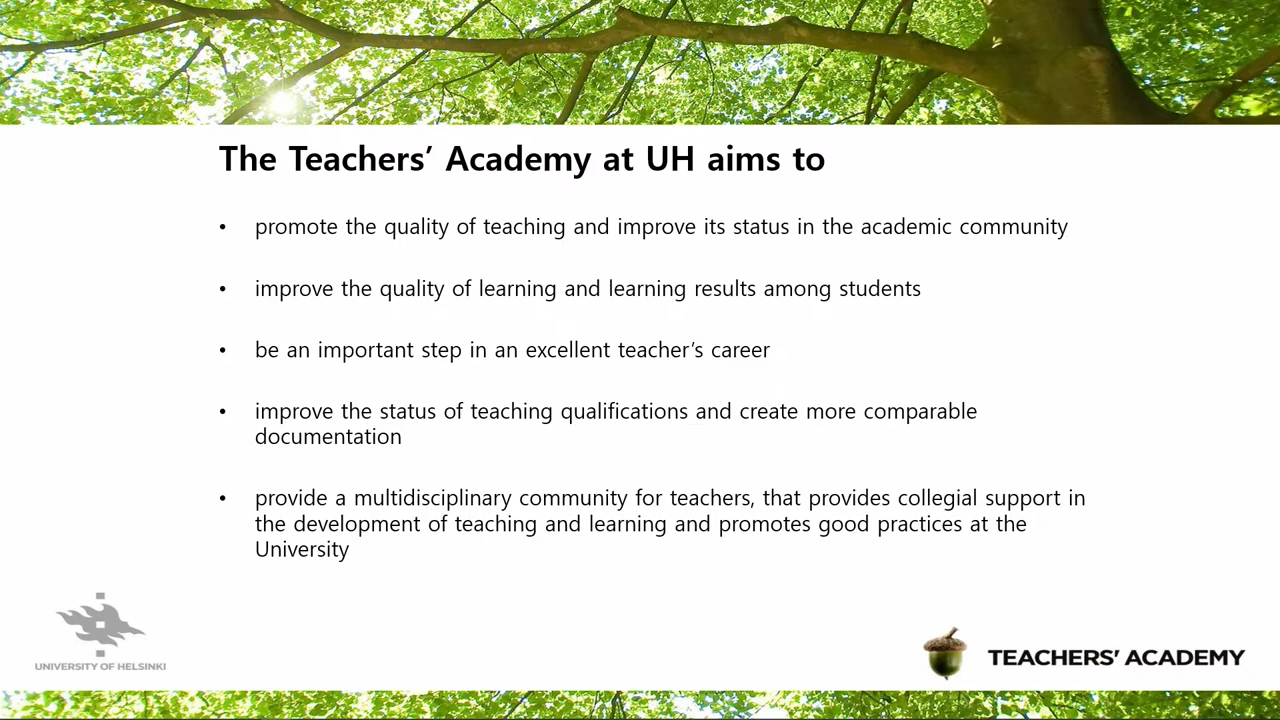 The Teachers’ Academy at UH aims to
• promote the quality of teaching and improve its status in the academic community
• improve the quality of learning and learning results among students
• be an important step in an excellent teacher’s career
• improve the status of teaching qualifications and create more comparable
documentation
• provide a multidisciplinary community for teachers, that provides collegial support in
the development of teaching and learning and promotes good practices at the
University
UNIVERSITY OF HELSINKI
TEACHERS' ACADEMY